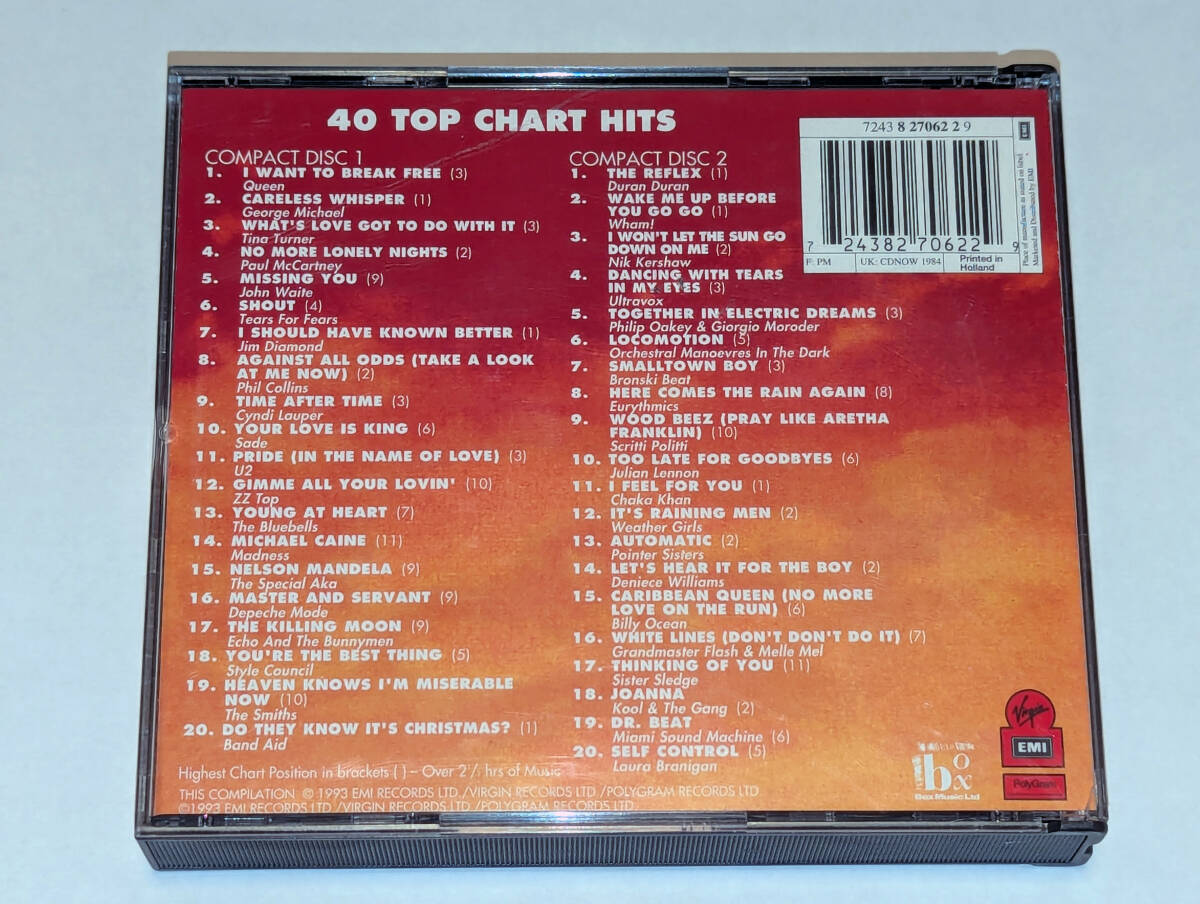 40 TOP CHART HITS
COMPACT DISC 1
1. I WANT TO BREAK FREE (3)
Queen
2. CARELESS WHISPER (1)
George Michael
3. WHAT'S LOVE GOT TO DO WITH IT (3)
Tina Turner
4. NO MORE LONELY NIGHTS (2)
Paul McCartney
5. MISSING YOU (9)
John Waite
6. SHOUT (4)
Tears For Fears
7. I SHOULD HAVE KNOWN BETTER (1)
Jim Diamond
8. AGAINST ALL ODDS (TAKE A LOOK
AT ME NOW) (2)
Phil Collins
9. TIME AFTER TIME (3)
Cyndi Lauper
10. YOUR LOVE IS KING (6)
Sade
11. PRIDE (IN THE NAME OF LOVE) (3)
U2
12. GIMME ALL YOUR LOVIN' (10)
ZZ Top
13. YOUNG AT HEART (7)
The Bluebells
14. MICHAEL CAINE (11)
Madness
15. NELSON MANDELA (9)
The Special Aka
16. MASTER AND SERVANT (9)
Depeche Mode
17. THE KILLING MOON (9)
Echo And The Bunnymen
18. YOU'RE THE BEST THING (5)
Style Council
19. HEAVEN KNOWS I'M MISERABLE
NOW (10)
The Smiths
20. DO THEY KNOW IT'S CHRISTMAS? (1)
Band Aid
COMPACT DISC 2
1. THE REFLEX (1)
Duran Duran
2. WAKE ME UP BEFORE
YOU GO GO (1)
Wham!
3. I WON'T LET THE SUN GO
DOWN ON ME (2)
Nik Kershaw
4. DANCING WITH TEARS
IN MY EYES (3)
Ultravox
5. TOGETHER IN ELECTRIC DREAMS (3)
Philip Oakey & Giorgio Moroder
6. LOCOMOTION (5)
Orchestral Manoevres In The Dark
7. SMALLTOWN BOY (3)
Bronski Beat
8. HERE COMES THE RAIN AGAIN (8)
Eurythmics
9. WOOD BEEZ (PRAY LIKE ARETHA
FRANKLIN) (10)
Scritti Politti
10. TOO LATE FOR GOODBYES (6)
Julian Lennon
11. I FEEL FOR YOU (1)
Chaka Khan
12. IT'S RAINING MEN (2)
Weather Girls
13. AUTOMATIC (2)
Pointer Sisters
14. LET'S HEAR IT FOR THE BOY (2)
Deniece Williams
15. CARIBBEAN QUEEN (NO MORE
LOVE ON THE RUN) (6)
Billy Ocean
16. WHITE LINES (DON'T DON'T DO IT) (7)
Grandmaster Flash & Melle Mel
17. THINKING OF YOU (11)
Sister Sledge
18. JOANNA
Kool & The Gang (2)
19. DR. BEAT
Miami Sound Machine (6)
20. SELF CONTROL (5)
Laura Branigan
7243 8 27062 2 9
7 24382 70622 9
F: PM
UK: CDNOW 1984
Printed in
Holland
EMI
Place of manufacture as stated on label.
Marketed and Distributed by EMI
Highest Chart Position in brackets ( ) – Over 2½ hrs of Music
THIS COMPILATION ℗ 1993 EMI RECORDS LTD./VIRGIN RECORDS LTD./POLYGRAM RECORDS LTD
©1993 EMI RECORDS LTD /VIRGIN RECORDS LTD./POLYGRAM RECORDS LTD
box
Box Music Ltd
Virgin
EMI
PolyGram